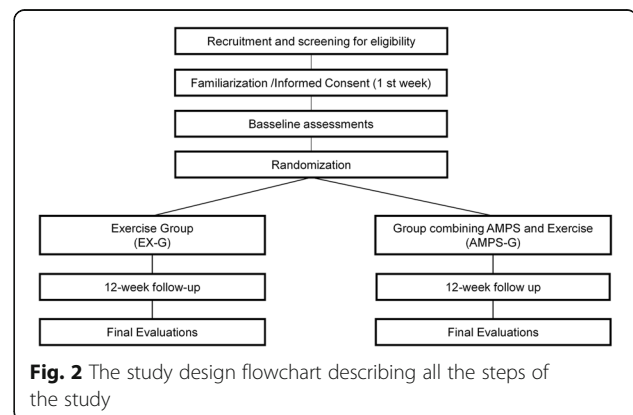 Recruitment and screening for eligibility
Familiarization /Informed Consent (1 st week)
Basseline assessments
Randomization
Exercise Group
(EX-G)
12-week follow-up
Final Evaluations
Group combining AMPS and Exercise
(AMPS-G)
12-week follow up
Final Evaluations
Fig. 2 The study design flowchart describing all the steps of
the study